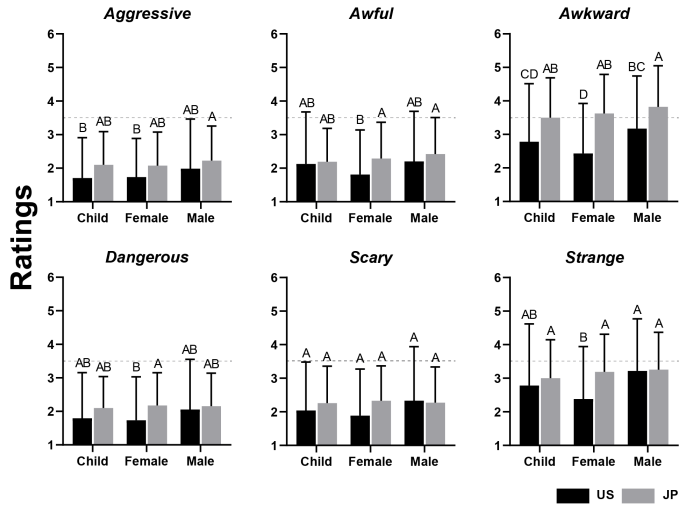 Aggressive
6
5
4
3
2
1
B AB B AB AB A
Child Female Male
Awful
6
5
4
3
2
1
AB AB B A AB A
Child Female Male
Awkward
6
5
4
3
2
1
CD AB D AB BC A
Child Female Male
Ratings
Dangerous
6
5
4
3
2
1
AB AB B A AB AB
Child Female Male
Scary
6
5
4
3
2
1
A A A A A A
Child Female Male
Strange
6
5
4
3
2
1
AB A B A A A
Child Female Male
US JP